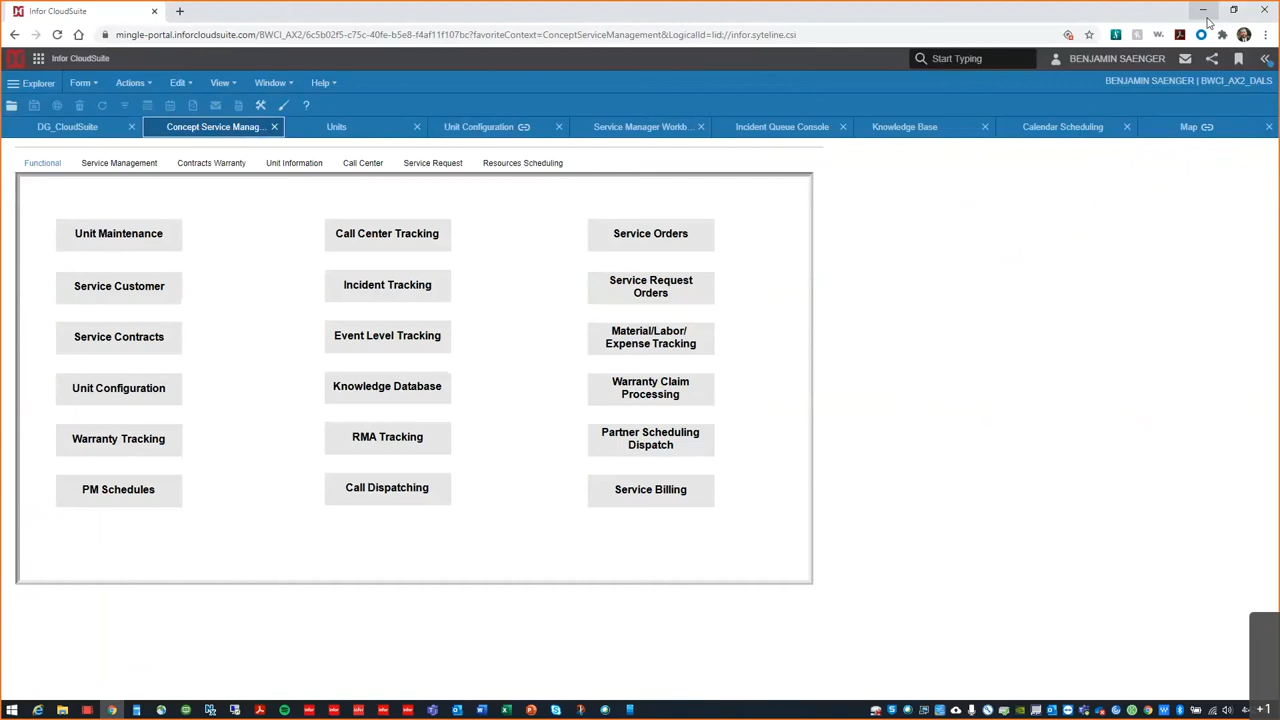 Infor CloudSuite
mingle-portal.inforcloudsuite.com/BWCI_AX2/6c5b02f5-c75c-40fe-b5e8-f4af11f107bc?favoriteContext=ConceptServiceManagement&LogicalId=lid://infor.syteline.csi
Infor CloudSuite
Start Typing
BENJAMIN SAENGER
Explorer Form Actions Edit View Window Help
BENJAMIN SAENGER | BWCI_AX2_DALS
DG_CloudSuite Concept Service Manag... Units Unit Configuration Service Manager Workb... Incident Queue Console Knowledge Base Calendar Scheduling Map
Functional Service Management Contracts Warranty Unit Information Call Center Service Request Resources Scheduling
Unit Maintenance
Call Center Tracking
Service Orders
Service Customer
Incident Tracking
Service Request
Orders
Service Contracts
Event Level Tracking
Material/Labor/
Expense Tracking
Unit Configuration
Knowledge Database
Warranty Claim
Processing
Warranty Tracking
RMA Tracking
Partner Scheduling
Dispatch
PM Schedules
Call Dispatching
Service Billing
+1